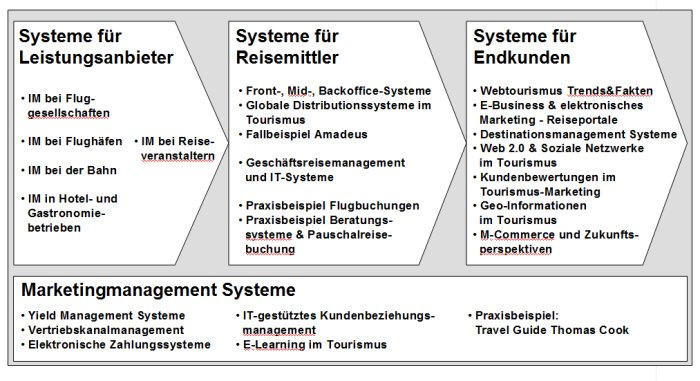 Systeme für
Leistungsanbieter
• IM bei Flug-
gesellschaften
• IM bei Flughäfen
• IM bei der Bahn
• IM in Hotel- und
Gastronomie-
betrieben
• IM bei Reise-
veranstaltern
Systeme für
Reisemittler
• Front-, Mid-, Backoffice-Systeme
• Globale Distributionssysteme im
Tourismus
• Fallbeispiel Amadeus
• Geschäftsreisemanagement
und IT-Systeme
• Praxisbeispiel Flugbuchungen
• Praxisbeispiel Beratungs-
systeme & Pauschalreise-
buchung
Systeme für
Endkunden
• Webtourismus Trends&Fakten
• E-Business & elektronisches
Marketing - Reiseportale
• Destinationsmanagement Systeme
• Web 2.0 & Soziale Netzwerke
im Tourismus
• Kundenbewertungen im
Tourismus-Marketing
• Geo-Informationen
im Tourismus
• M-Commerce und Zukunfts-
perspektiven
Marketingmanagement Systeme
• Yield Management Systeme
• Vertriebskanalmanagement
• Elektronische Zahlungssysteme
• IT-gestütztes Kundenbeziehungs-
management
• E-Learning im Tourismus
• Praxisbeispiel:
Travel Guide Thomas Cook